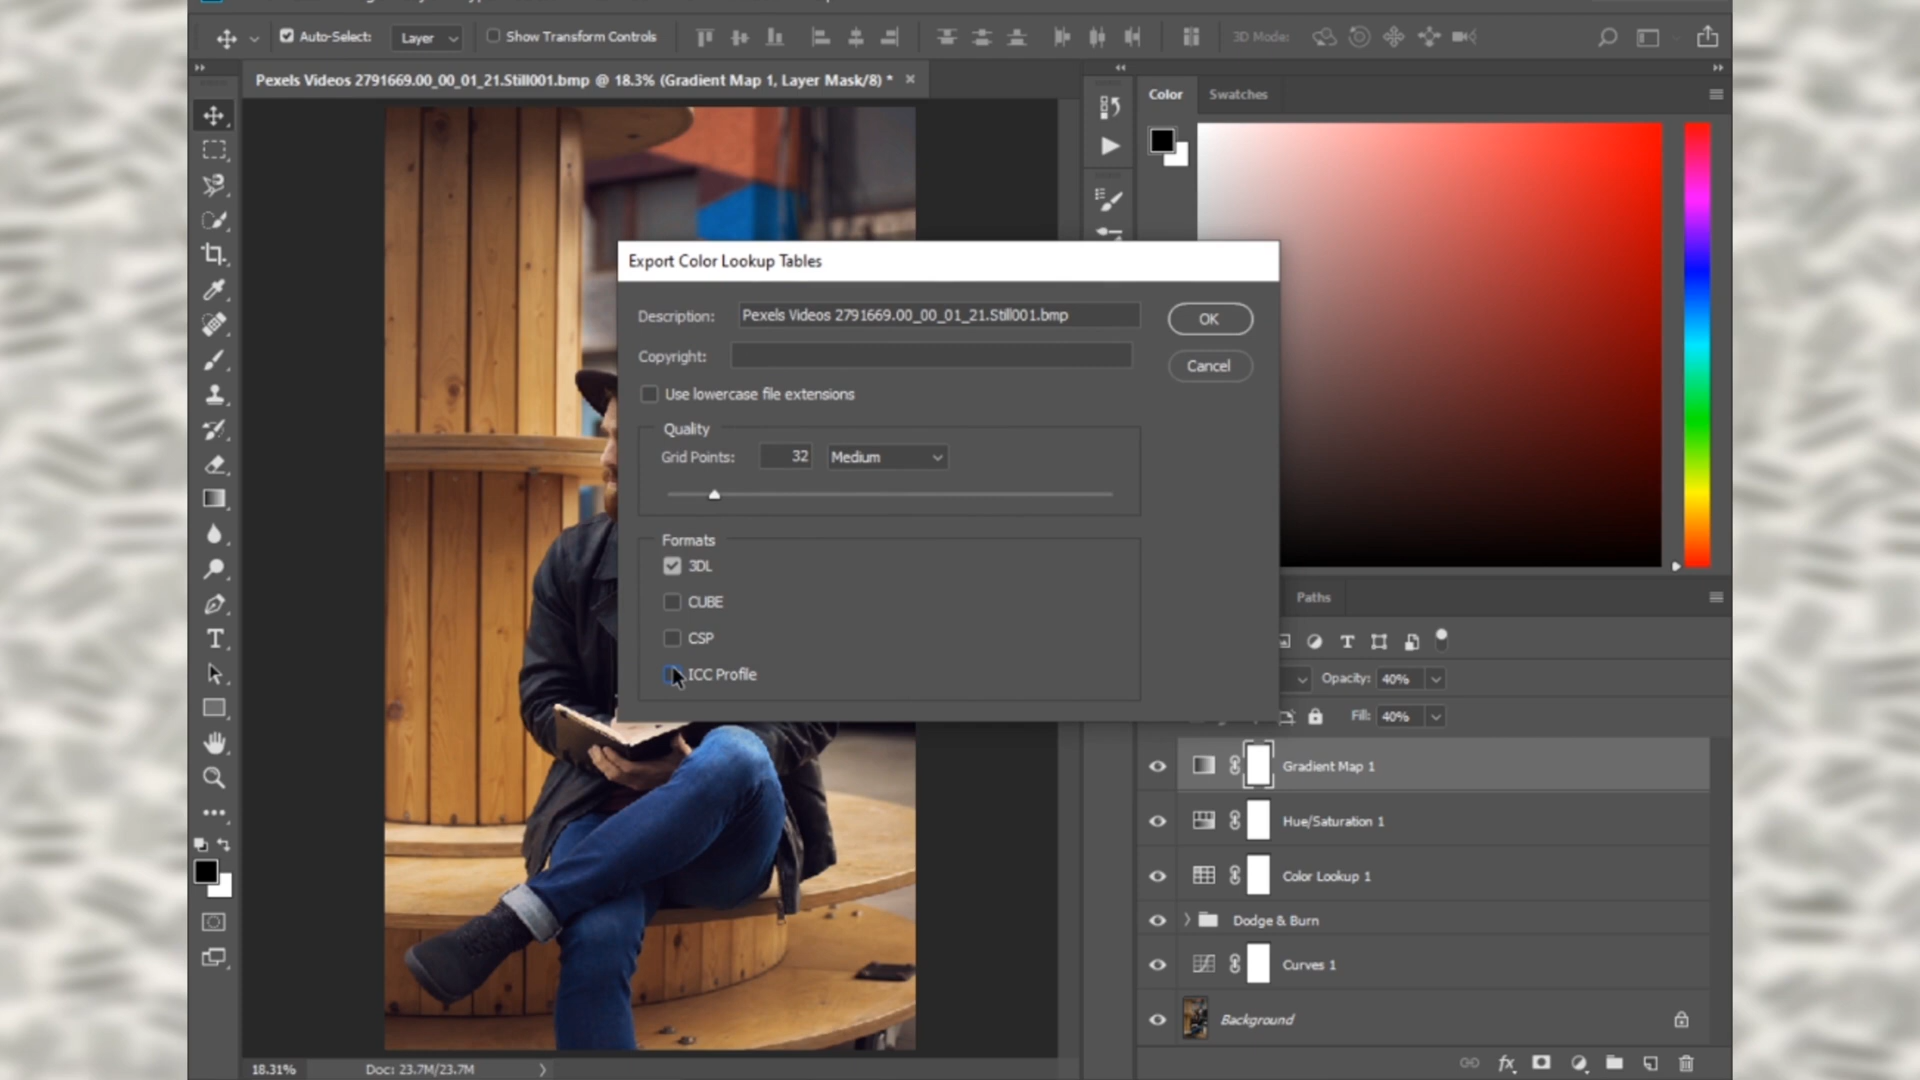 Auto-Select:
Layer
Show Transform Controls
3D Mode:
Pexels Videos 2791669.00_00_01_21.Still001.bmp @ 18.3% (Gradient Map 1, Layer Mask/8) *
Color
Swatches
Export Color Lookup Tables
Description:
Pexels Videos 2791669.00_00_01_21.Still001.bmp
OK
Copyright:
Cancel
Use lowercase file extensions
Quality
Grid Points:
32
Medium
Formats
3DL
CUBE
CSP
ICC Profile
Paths
Opacity:
40%
Fill:
40%
Gradient Map 1
Hue/Saturation 1
Color Lookup 1
Dodge & Burn
Curves 1
Background
18.31%
Doc: 23.7M/23.7M